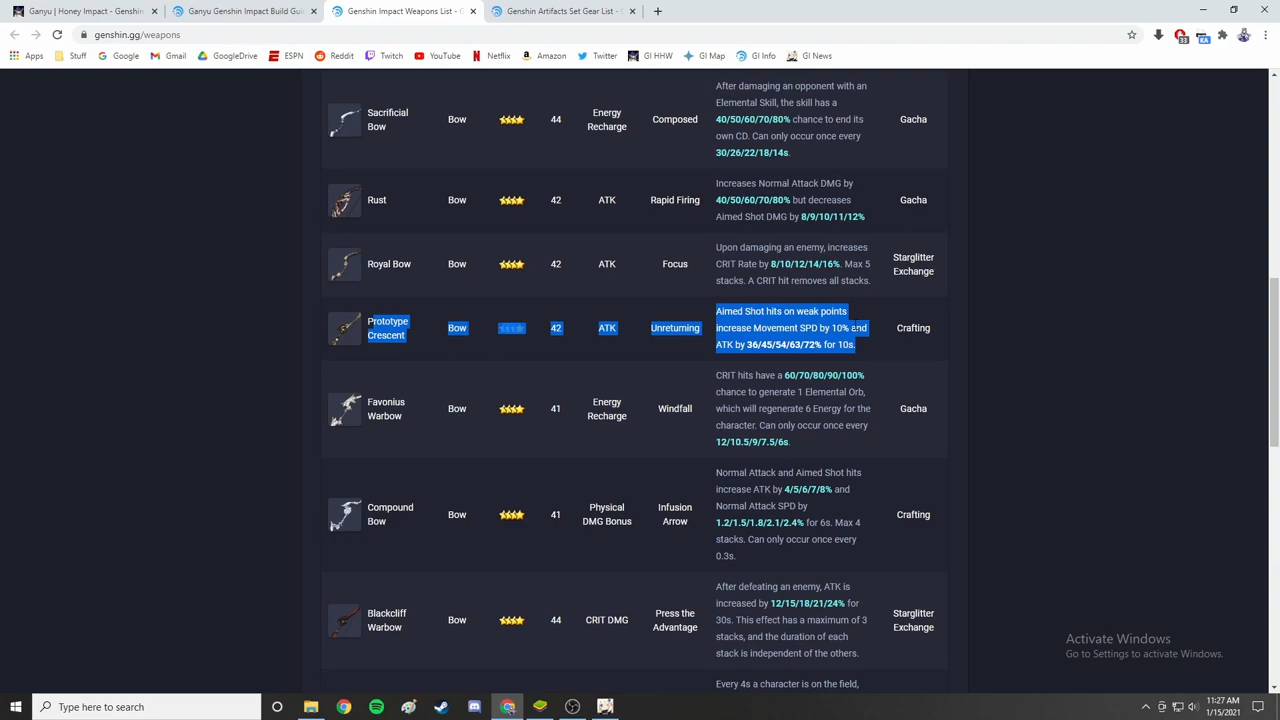 Ganyu | Honey Impact - Genshin I
Ganyu Genshin Impact Build Guid
Genshin Impact Weapons List -
Genshin Artifacts Set Gear List -
genshin.gg/weapons
33
Apps
Stuff
Google
Gmail
GoogleDrive
ESPN
Reddit
Twitch
YouTube
Netflix
Amazon
Twitter
GI HHW
GI Map
GI Info
GI News
Sacrificial
Bow
Bow
44
Energy
Recharge
Composed
After damaging an opponent with an
Elemental Skill, the skill has a
40/50/60/70/80% chance to end its
own CD. Can only occur once every
30/26/22/18/14s.
Gacha
Rust
Bow
42
ATK
Rapid Firing
Increases Normal Attack DMG by
40/50/60/70/80% but decreases
Aimed Shot DMG by 8/9/10/11/12%
Gacha
Royal Bow
Bow
42
ATK
Focus
Upon damaging an enemy, increases
CRIT Rate by 8/10/12/14/16%. Max 5
stacks. A CRIT hit removes all stacks.
Starglitter
Exchange
Prototype
Crescent
Bow
42
ATK
Unreturning
Aimed Shot hits on weak points
increase Movement SPD by 10% and
ATK by 36/45/54/63/72% for 10s.
Crafting
Favonius
Warbow
Bow
41
Energy
Recharge
Windfall
CRIT hits have a 60/70/80/90/100%
chance to generate 1 Elemental Orb,
which will regenerate 6 Energy for the
character. Can only occur once every
12/10.5/9/7.5/6s.
Gacha
Compound
Bow
Bow
41
Physical
DMG Bonus
Infusion
Arrow
Normal Attack and Aimed Shot hits
increase ATK by 4/5/6/7/8% and
Normal Attack SPD by
1.2/1.5/1.8/2.1/2.4% for 6s. Max 4
stacks. Can only occur once every
0.3s.
Crafting
Blackcliff
Warbow
Bow
44
CRIT DMG
Press the
Advantage
After defeating an enemy, ATK is
increased by 12/15/18/21/24% for
30s. This effect has a maximum of 3
stacks, and the duration of each
stack is independent of the others.
Starglitter
Exchange
Every 4s a character is on the field,
Activate Windows
Go to Settings to activate Windows.
Type here to search
11:27 AM
1/15/2021